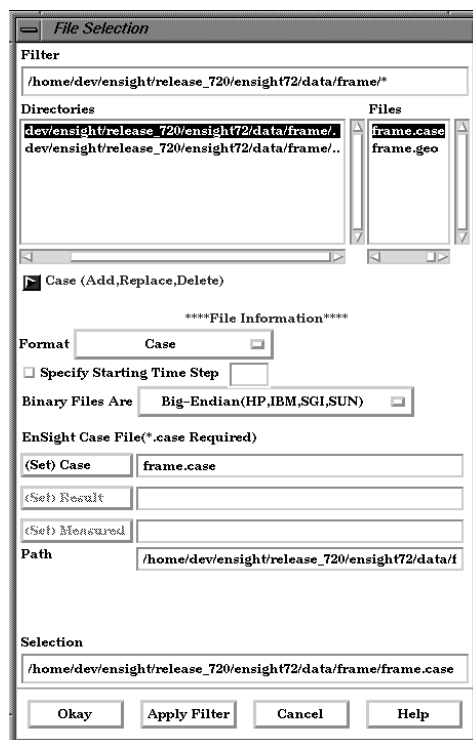 File Selection
Filter
/home/dev/ensight/release_720/ensight72/data/frame/*
Directories Files
dev/ensight/release_720/ensight72/data/frame/. frame.case
dev/ensight/release_720/ensight72/data/frame/.. frame.geo
Case (Add,Replace,Delete)
****File Information****
Format Case
Specify Starting Time Step
Binary Files Are Big-Endian(HP,IBM,SGI,SUN)
EnSight Case File(*.case Required)
(Set) Case frame.case
(Set) Result
(Set) Measured
Path /home/dev/ensight/release_720/ensight72/data/f
Selection
/home/dev/ensight/release_720/ensight72/data/frame/frame.case
Okay Apply Filter Cancel Help